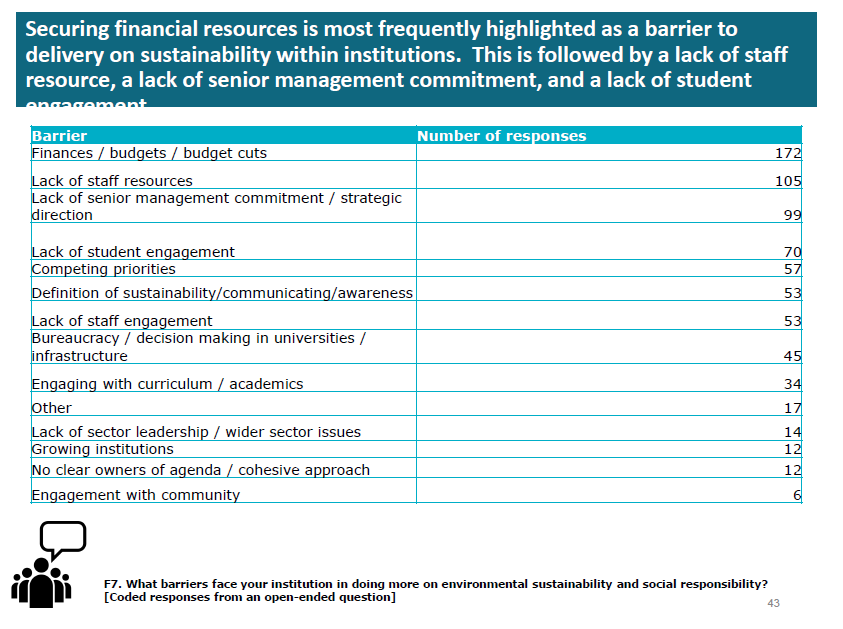 Securing financial resources is most frequently highlighted as a barrier to
delivery on sustainability within institutions.  This is followed by a lack of staff
resource, a lack of senior management commitment, and a lack of student
engagement.
Barrier Number of responses
Finances / budgets / budget cuts 172
Lack of staff resources 105
Lack of senior management commitment / strategic
direction 99
Lack of student engagement 70
Competing priorities 57
Definition of sustainability/communicating/awareness 53
Lack of staff engagement 53
Bureaucracy / decision making in universities /
infrastructure 45
Engaging with curriculum / academics 34
Other 17
Lack of sector leadership / wider sector issues 14
Growing institutions 12
No clear owners of agenda / cohesive approach 12
Engagement with community 6
F7. What barriers face your institution in doing more on environmental sustainability and social responsibility?
[Coded responses from an open-ended question]
43